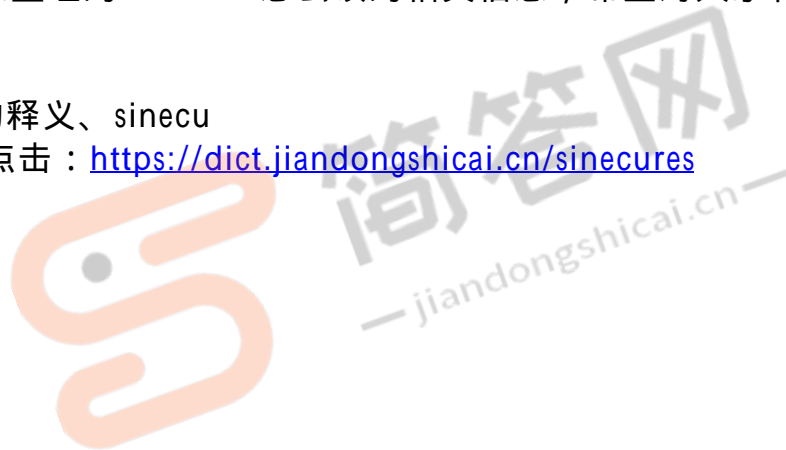 释义、sinecu
点击：https://dict.jiandongshicai.cn/sinecures
简答网
jiandongshicai.cn